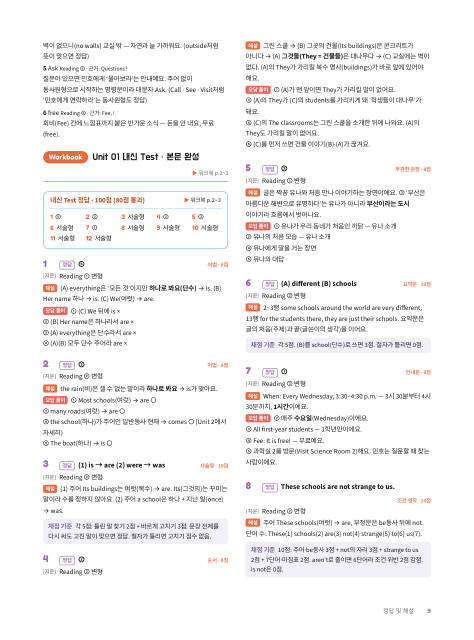 벽이 없으니(no walls) 교실 밖 — 자연과 늘 가까워요. (outside처럼
뜻이 맞으면 정답)
5 Ask Reading ③ · 근거: Questions!
질문이 있으면 민호에게 '물어보라'는 안내예요. 주어 없이
동사원형으로 시작하는 명령문이라 대문자 Ask. (Call · See · Visit처럼
'민호에게 연락하라'는 동사원형도 정답)
6 free Reading ③ · 근거: Fee, !
회비(Fee) 칸에 느낌표까지 붙은 반가운 소식 — 돈을 안 내요, 무료
(free).
Workbook Unit 01 내신 Test · 본문 완성
▶ 워크북 p.2~3
내신 Test 정답 · 100점 (80점 통과) ▶ 워크북 p.2~3
3 서술형
6 서술형 8 서술형 9 서술형 10 서술형
11 서술형 12 서술형
1 정답 어법 · 8점
[지문] Reading ① 변형
해설 (A) everything은 '모든 것'이지만 하나로 봐요(단수) → is. (B)
Her name 하나 → is. (C) We(여럿) → are.
오답 풀이 ① (C) We 뒤에 is ×
② (B) Her name은 하나라서 are ×
③ (A) everything은 단수라서 are ×
④ (A)(B) 모두 단수 주어라 are ×
2 정답 어법 · 8점
[지문] Reading ② 변형
해설 the rain(비)은 셀 수 없는 말이라 하나로 봐요 → is가 맞아요.
오답 풀이 ① Most schools(여럿) → are ○
② many roads(여럿) → are ○
③ the school(하나)가 주어인 일반동사 현재 → comes ○ (Unit 2에서
자세히)
④ The boat(하나) → is ○
3 정답 (1) is → are (2) were → was 서술형 · 10점
[지문] Reading ② 변형
해설 (1) 주어 Its buildings는 여럿(복수) → are. Its(그것의)는 꾸미는
말이라 수를 정하지 않아요. (2) 주어 a school은 하나 + 지난 일(once)
→ was.
채점 기준 각 5점. 틀린 말 찾기 2점 + 바르게 고치기 3점. 문장 전체를
다시 써도 고친 말이 맞으면 정답. 철자가 틀리면 고치기 점수 없음.
4 정답 순서 · 8점
[지문] Reading ② 변형
해설 그린 스쿨 → (B) 그곳의 건물(Its buildings)은 콘크리트가
아니다 → (A) 그것들(They = 건물들)은 대나무다 → (C) 교실에는 벽이
없다. (A)의 They가 가리킬 복수 명사(buildings)가 바로 앞에 있어야
해요.
오답 풀이 ① (A)가 맨 앞이면 They가 가리킬 말이 없어요.
② (A)의 They가 (C)의 students를 가리키게 돼 '학생들이 대나무'가
돼요.
③ (C)의 The classrooms는 그린 스쿨을 소개한 뒤에 나와요. (A)의
They도 가리킬 말이 없어요.
④ (C)를 먼저 쓰면 건물 이야기(B)-(A)가 끊겨요.
5 정답 무관한 문장 · 8점
[지문] Reading ① 변형
해설 글은 짝꿍 유나와 처음 만나 이야기하는 장면이에요. ③ '부산은
아름다운 해변으로 유명하다'는 유나가 아니라 부산이라는 도시
이야기라 흐름에서 벗어나요.
오답 풀이 ① 유나가 우리 동네가 처음인 까닭 — 유나 소개
② 유나의 처음 모습 — 유나 소개
④ 유나에게 말을 거는 장면
⑤ 유나의 대답
6 정답 (A) different (B) schools 요약문 · 10점
[지문] Reading ② 변형
해설 2~3행 some schools around the world are very different,
13행 for the students there, they are just their schools. 요약문은
글의 처음(주제)과 끝(글쓴이의 생각)을 이어요.
채점 기준 각 5점. (B)를 school(단수)로 쓰면 3점. 철자가 틀리면 0점.
7 정답 안내문 · 8점
[지문] Reading ③ 변형
해설 When: Every Wednesday, 3:30~4:30 p.m. — 3시 30분부터 4시
30분까지, 1시간이에요.
오답 풀이 ② 매주 수요일(Wednesday)이에요.
③ All first-year students — 1학년만이에요.
④ Fee: It is free! — 무료예요.
⑤ 과학실 2를 방문(Visit Science Room 2)해요. 민호는 질문할 때 찾는
사람이에요.
8 정답 These schools are not strange to us.
조건 영작 · 10점
[지문] Reading ② 변형
해설 주어 These schools(여럿) → are, 부정문은 be동사 뒤에 not.
단어 수: These(1) schools(2) are(3) not(4) strange(5) to(6) us(7).
채점 기준 10점: 주어·be동사 3점 + not의 자리 3점 + strange to us
2점 + 7단어·마침표 2점. aren't로 줄이면 6단어라 조건 위반 2점 감점.
is not은 0점.
정답 및 해설 3